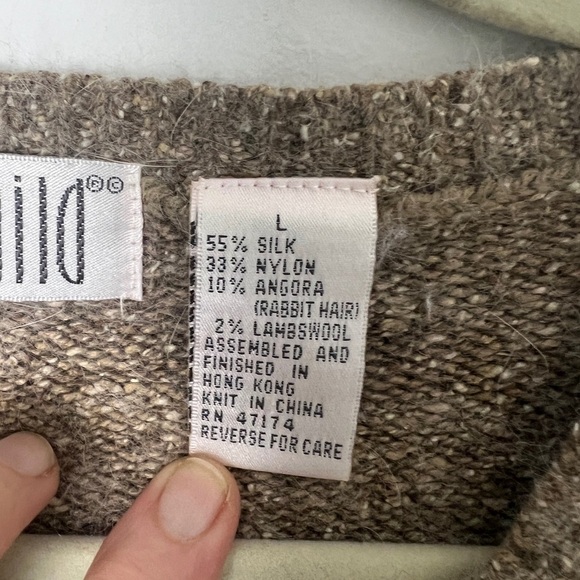 L
55% SILK
33% NYLON
10% ANGORA
(RABBIT HAIR)
2% LAMBSWOOL
ASSEMBLED AND
FINISHED IN
HONG KONG
KNIT IN CHINA
RN 47174
REVERSE FOR CARE